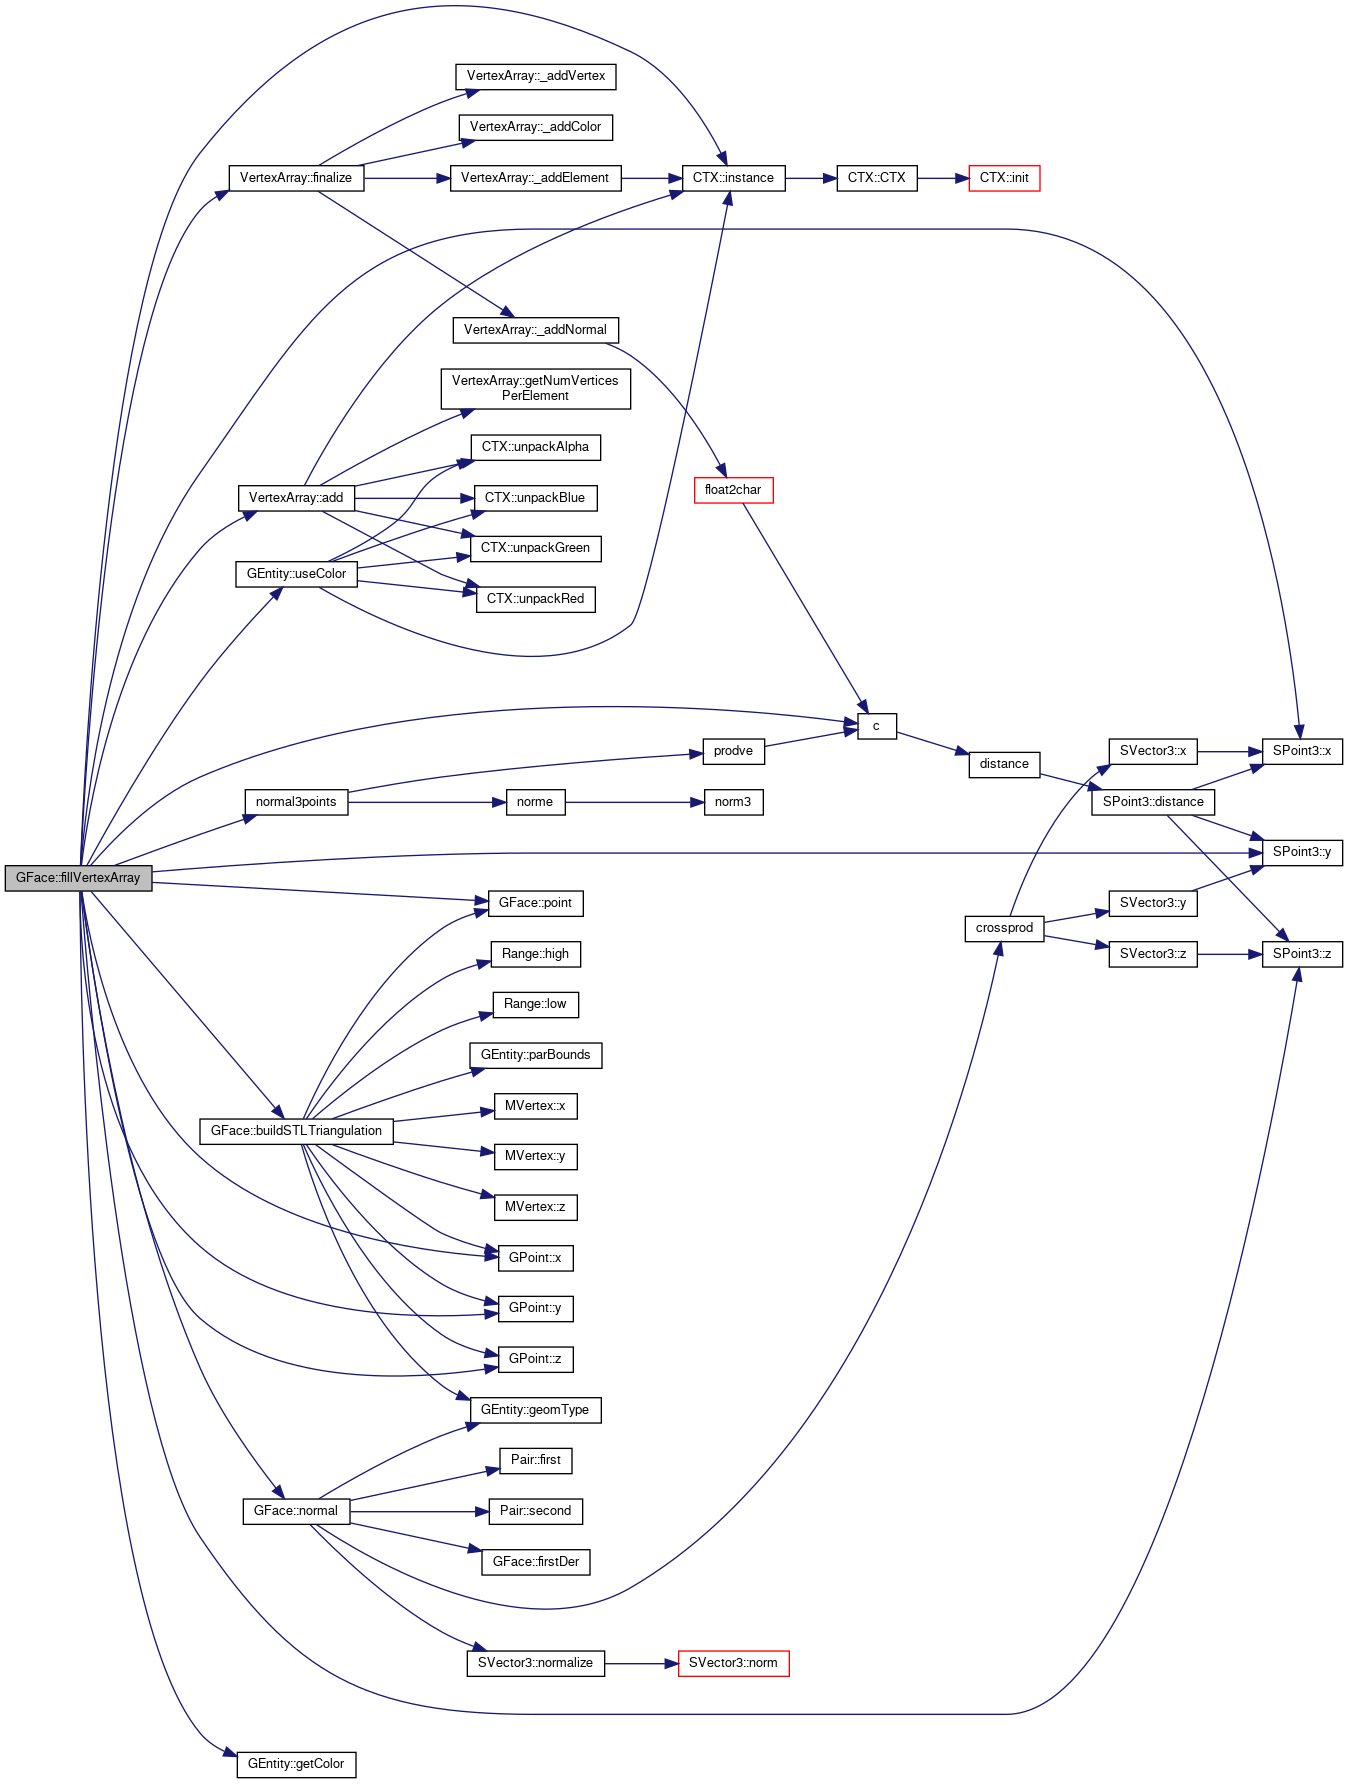 VertexArray::_addVertex
VertexArray::_addColor
VertexArray::finalize
VertexArray::_addElement
CTX::instance
CTX::CTX
CTX::init
VertexArray::_addNormal
VertexArray::getNumVertices
PerElement
CTX::unpackAlpha
VertexArray::add
CTX::unpackBlue
float2char
CTX::unpackGreen
GEntity::useColor
CTX::unpackRed
c
prodve
distance
SVector3::x
SPoint3::x
normal3points
norme
norm3
SPoint3::distance
SPoint3::y
GFace::fillVertexArray
GFace::point
SVector3::y
crossprod
Range::high
SVector3::z
SPoint3::z
Range::low
GEntity::parBounds
MVertex::x
GFace::buildSTLTriangulation
MVertex::y
MVertex::z
GPoint::x
GPoint::y
GPoint::z
GEntity::geomType
Pair::first
GFace::normal
Pair::second
GFace::firstDer
SVector3::normalize
SVector3::norm
GEntity::getColor